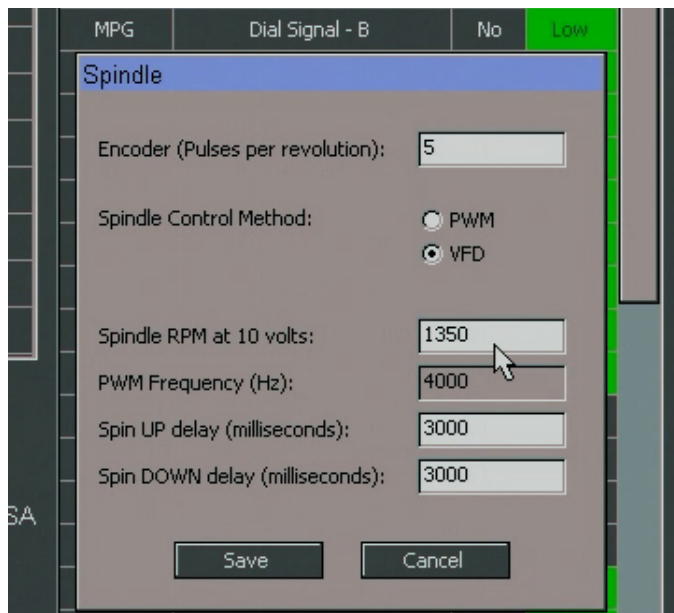 MPG Dial Signal - B No Low
Spindle
Encoder (Pulses per revolution): 5
Spindle Control Method: PWM
VFD
Spindle RPM at 10 volts: 1350
PWM Frequency (Hz): 4000
Spin UP delay (milliseconds): 3000
Spin DOWN delay (milliseconds): 3000
SA
Save Cancel